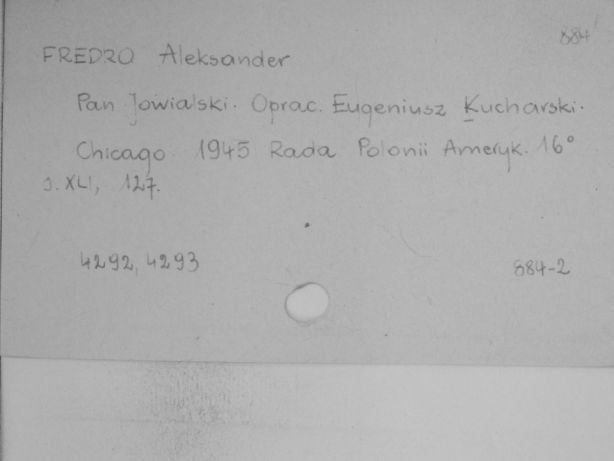 884
FREDRO Aleksander
Pan Jowialski. Oprac. Eugeniusz Kucharski.
Chicago 1945 Rada Polonii Ameryk. 16°
s. XLI, 127.
4292, 4293
884-2